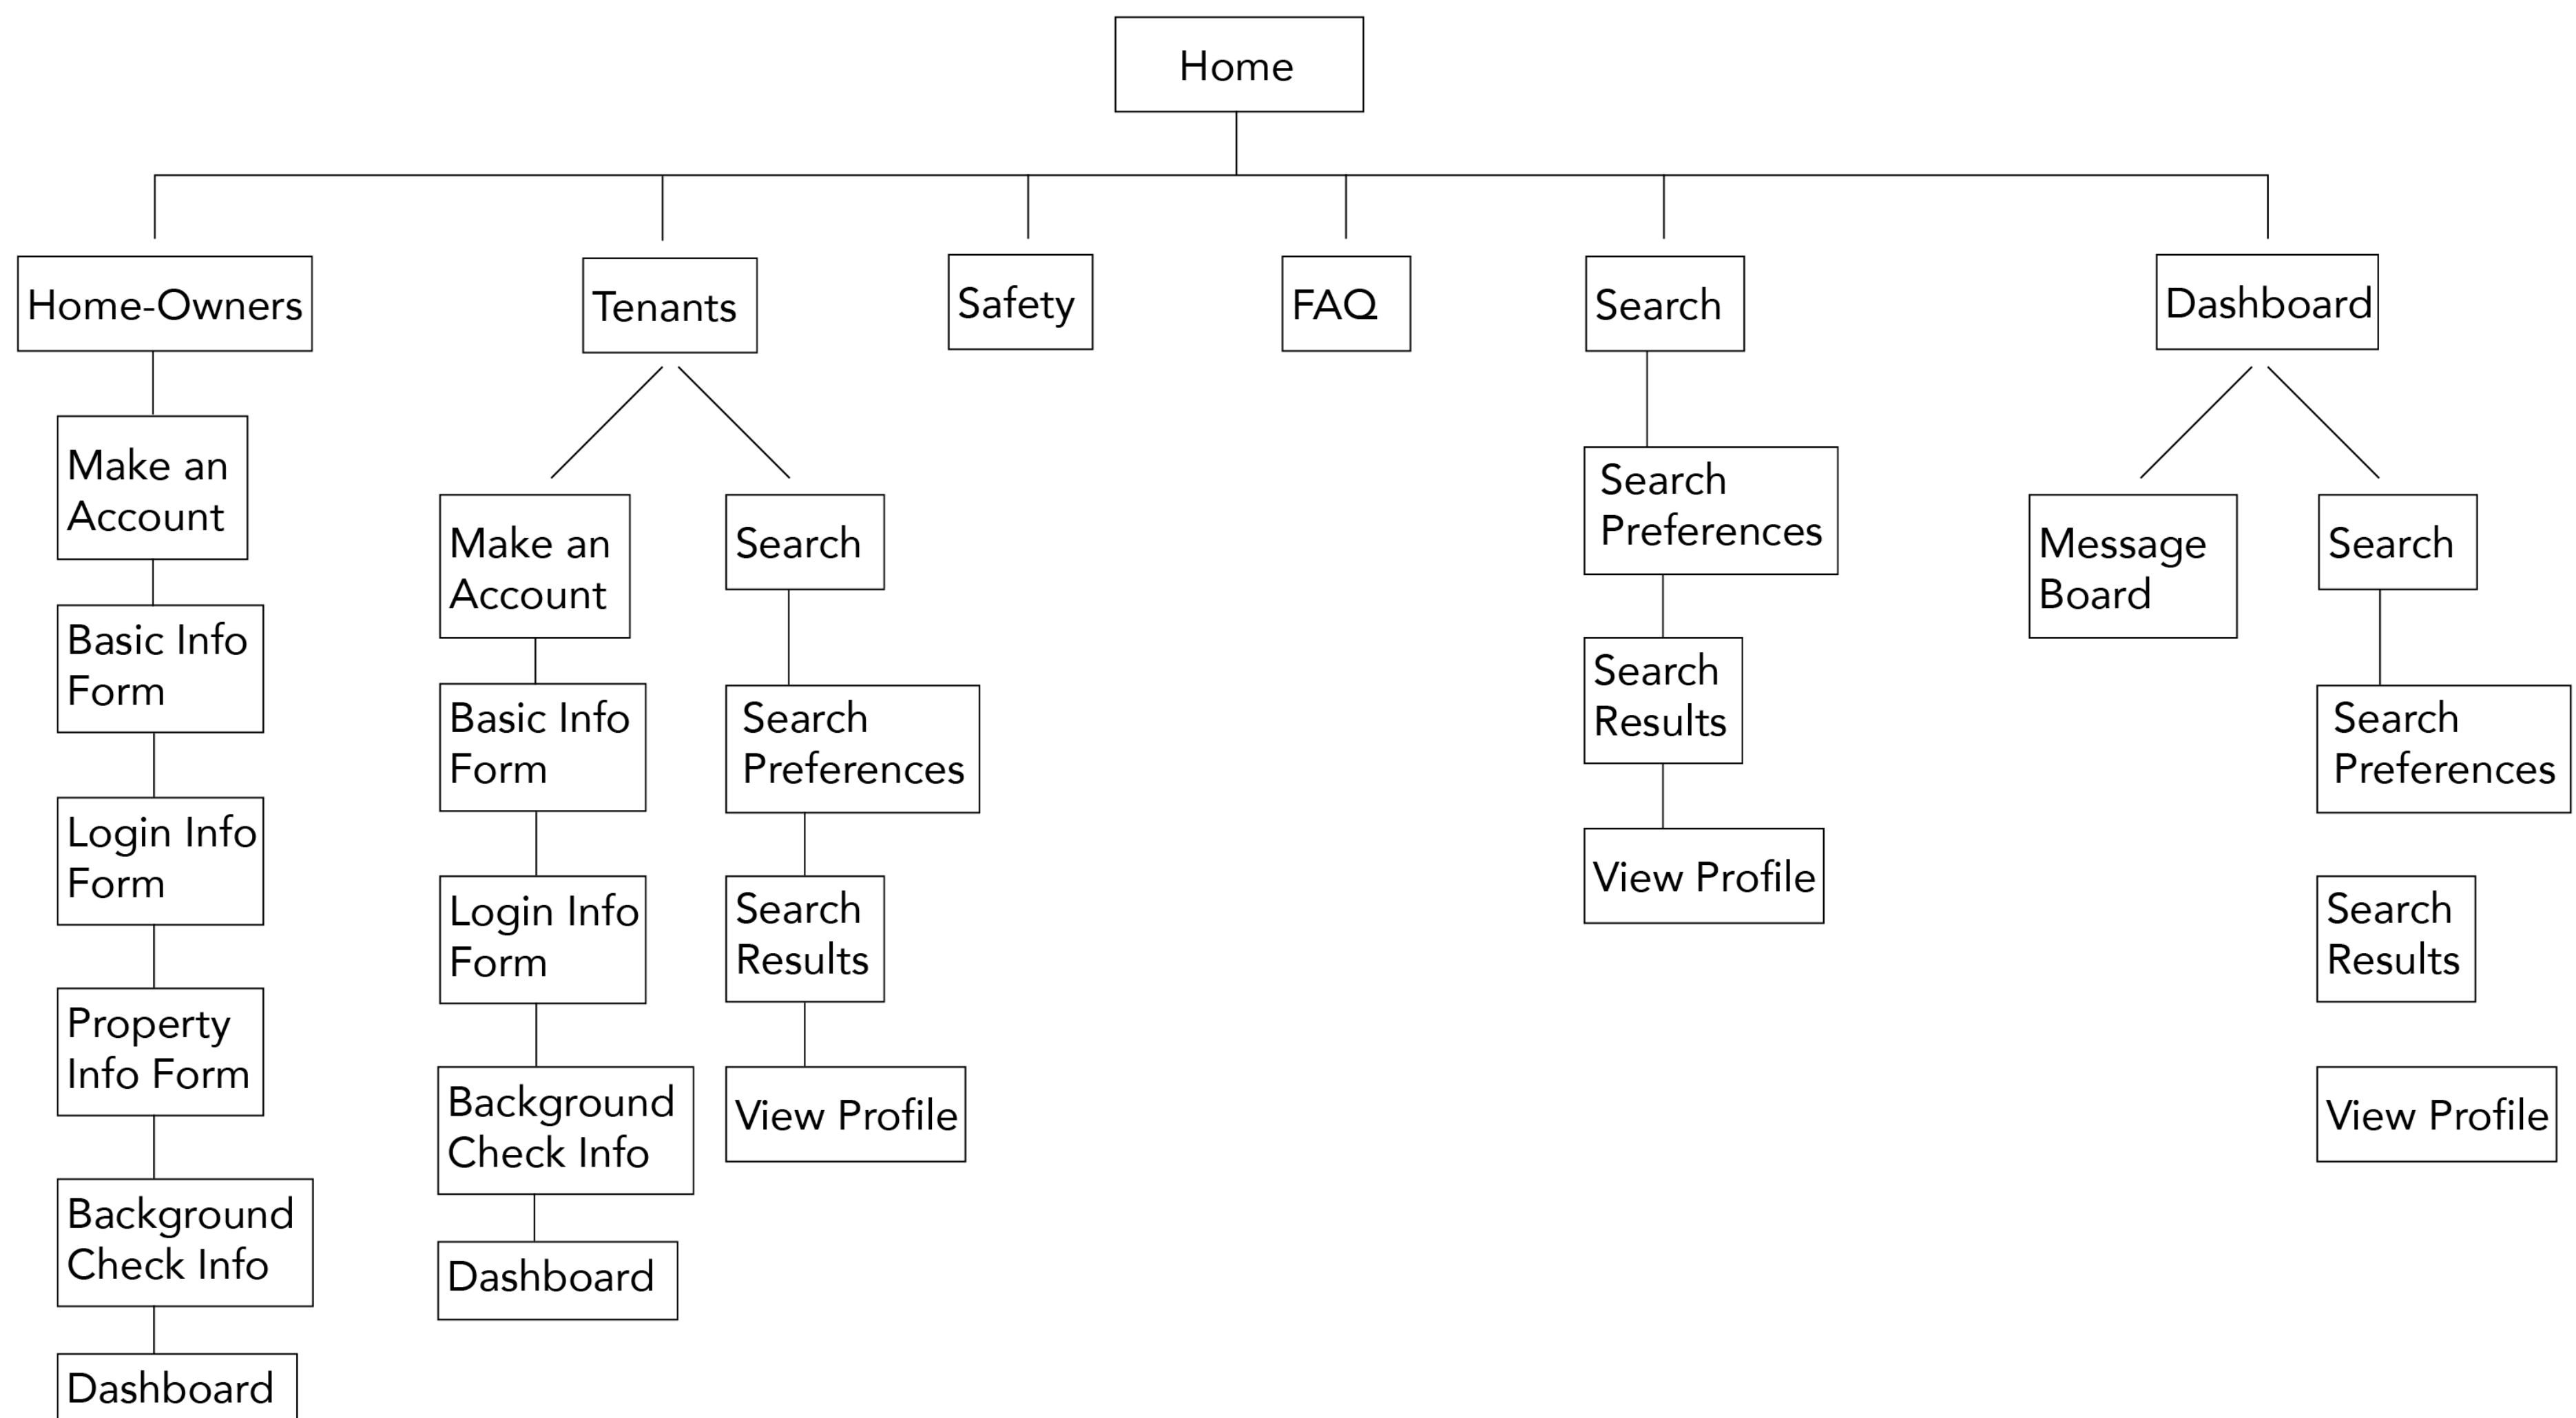 Home
Home-Owners
Tenants
Safety
FAQ
Search
Dashboard
Make an
Account
Basic Info
Form
Login Info
Form
Property
Info Form
Background
Check Info
Dashboard
Make an
Account
Basic Info
Form
Login Info
Form
Background
Check Info
Dashboard
Search
Search
Preferences
Search
Results
View Profile
Search
Preferences
Search
Results
View Profile
Message
Board
Search
Search
Preferences
Search
Results
View Profile